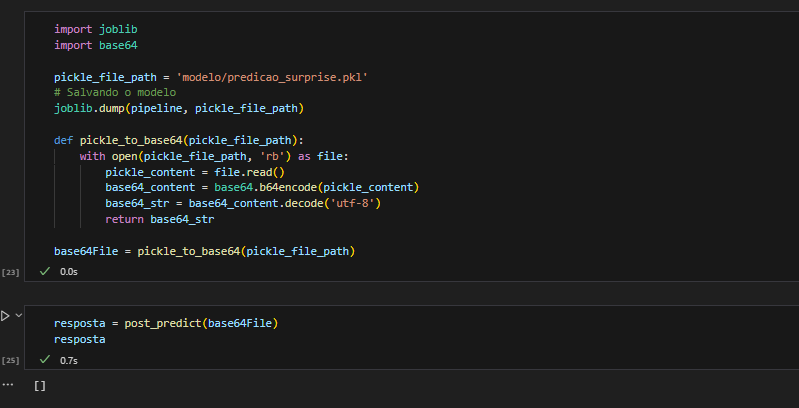 import joblib
import base64
pickle_file_path = 'modelo/predicao_surprise.pkl'
# Salvando o modelo
joblib.dump(pipeline, pickle_file_path)
def pickle_to_base64(pickle_file_path):
    with open(pickle_file_path, 'rb') as file:
        pickle_content = file.read()
        base64_content = base64.b64encode(pickle_content)
        base64_str = base64_content.decode('utf-8')
        return base64_str
base64File = pickle_to_base64(pickle_file_path)
[23] 0.0s
resposta = post_predict(base64File)
resposta
[25] 0.7s
... []